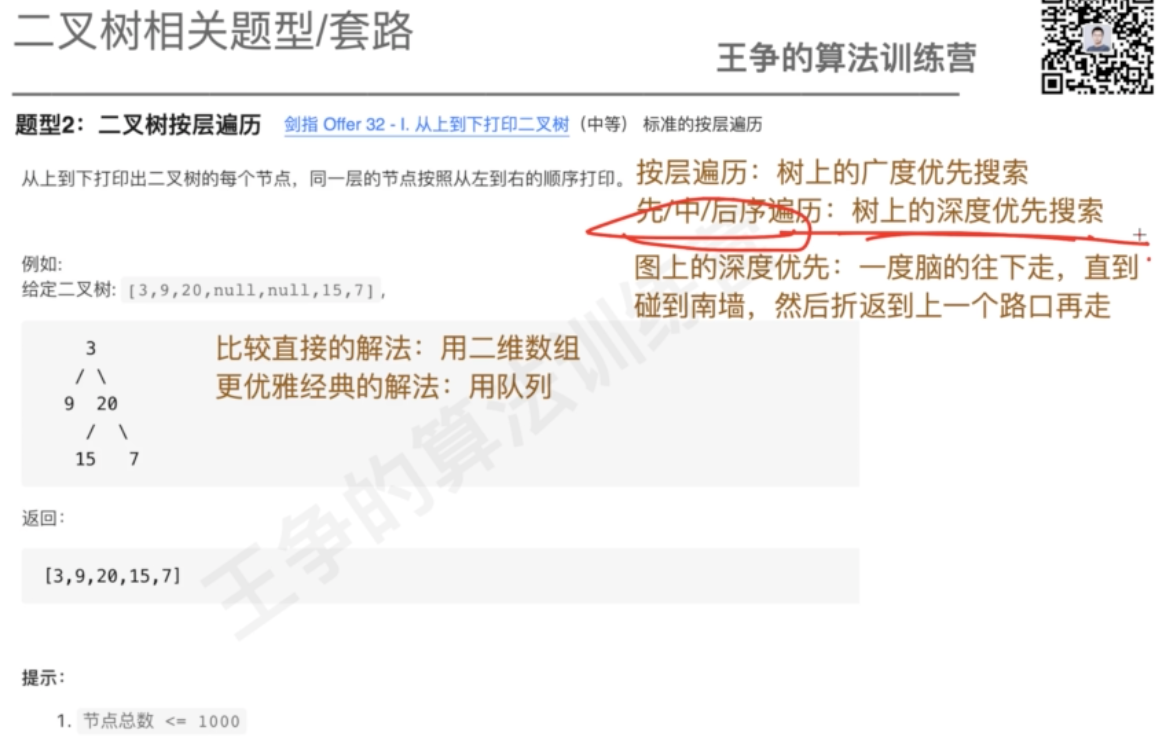 二叉树相关题型/套路
王争的算法训练营
题型2：二叉树按层遍历 剑指 Offer 32 - I. 从上到下打印二叉树（中等） 标准的按层遍历
从上到下打印出二叉树的每个节点，同一层的节点按照从左到右的顺序打印。
按层遍历：树上的广度优先搜索
先/中/后序遍历：树上的深度优先搜索
图上的深度优先：一度脑的往下走，直到
碰到南墙，然后折返到上一个路口再走
例如:
给定二叉树: [3,9,20,null,null,15,7],
3
/ \
9 20
/ \
15 7
比较直接的解法：用二维数组
更优雅经典的解法：用队列
返回：
[3,9,20,15,7]
提示：
1. 节点总数 <= 1000
王争的算法训练营